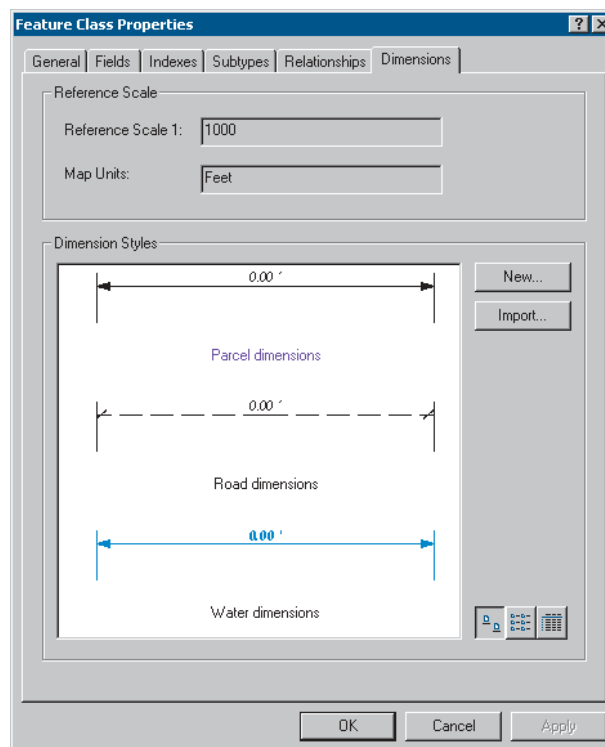 Feature Class Properties
General Fields Indexes Subtypes Relationships Dimensions
Reference Scale
Reference Scale 1: 1000
Map Units: Feet
Dimension Styles
0.00 '
Parcel dimensions
0.00 '
Road dimensions
0.00 '
Water dimensions
New...
Import...
OK Cancel Apply